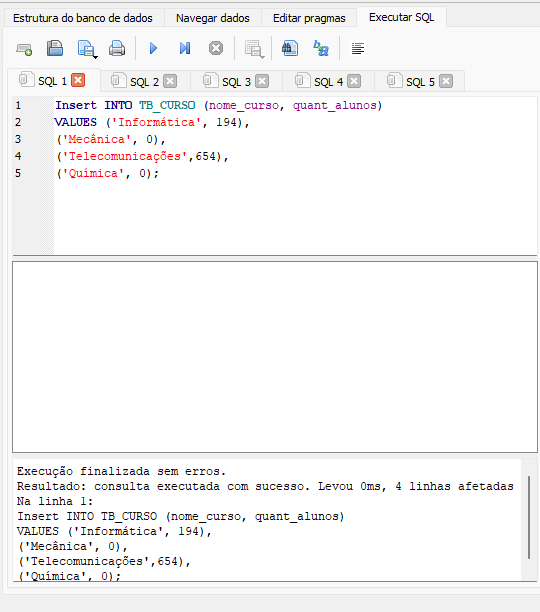 Estrutura do banco de dados Navegar dados Editar pragmas Executar SQL
SQL 1 SQL 2 SQL 3 SQL 4 SQL 5
1 Insert INTO TB_CURSO (nome_curso, quant_alunos)
2 VALUES ('Informática', 194),
3 ('Mecânica', 0),
4 ('Telecomunicações',654),
5 ('Química', 0);
Execução finalizada sem erros.
Resultado: consulta executada com sucesso. Levou 0ms, 4 linhas afetadas
Na linha 1:
Insert INTO TB_CURSO (nome_curso, quant_alunos)
VALUES ('Informática', 194),
('Mecânica', 0),
('Telecomunicações',654),
('Química', 0);